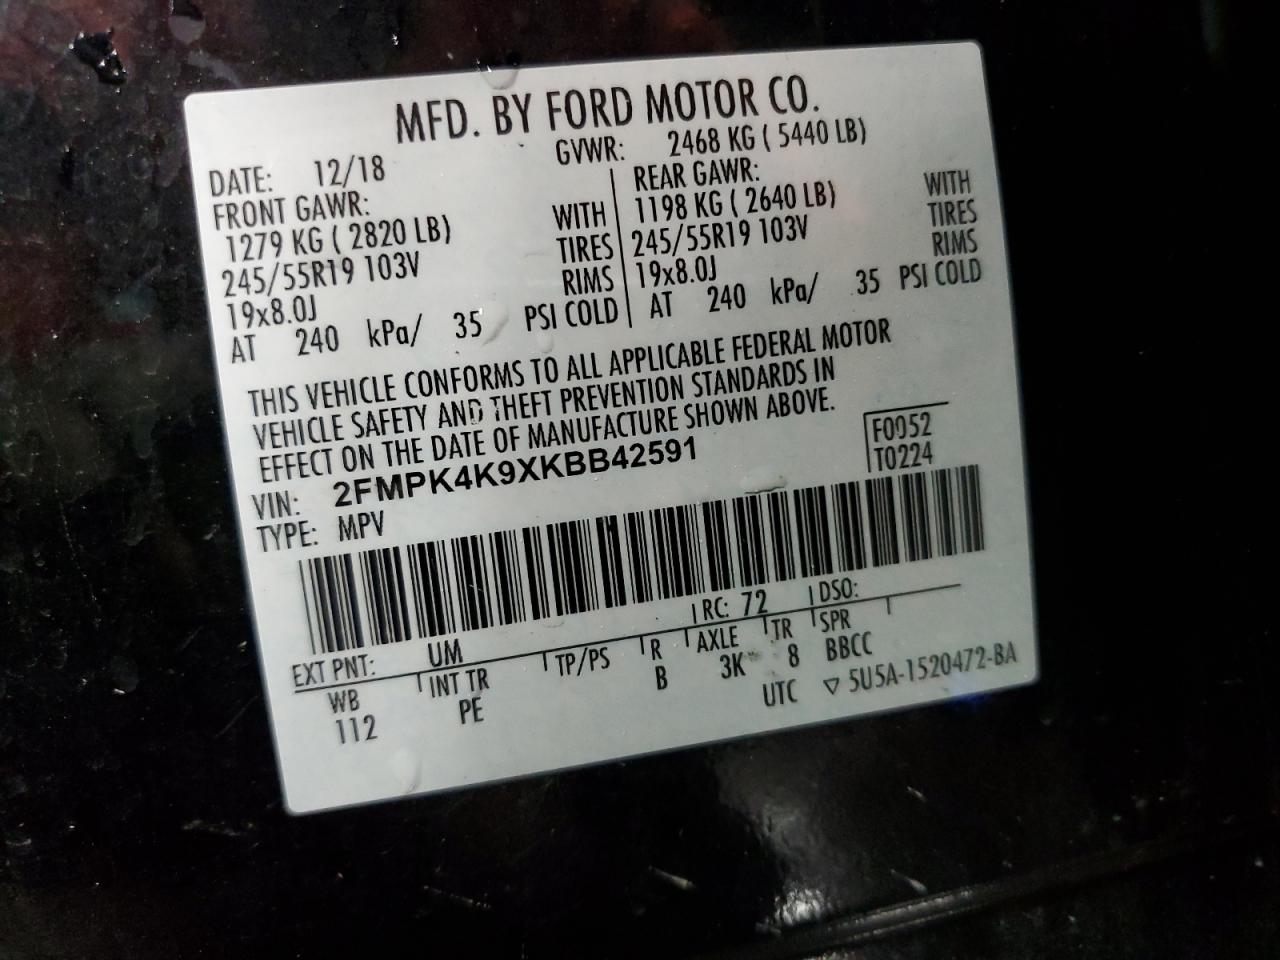 MFD. BY FORD MOTOR CO.
DATE: 12/18 GVWR: 2468 KG ( 5440 LB)
FRONT GAWR: REAR GAWR:
1279 KG ( 2820 LB) WITH 1198 KG ( 2640 LB) WITH
245/55R19 103V TIRES 245/55R19 103V TIRES
19x8.0J RIMS 19x8.0J RIMS
AT 240 kPa/ 35 PSI COLD AT 240 kPa/ 35 PSI COLD
THIS VEHICLE CONFORMS TO ALL APPLICABLE FEDERAL MOTOR
VEHICLE SAFETY AND THEFT PREVENTION STANDARDS IN
EFFECT ON THE DATE OF MANUFACTURE SHOWN ABOVE.
VIN: 2FMPK4K9XKBB42591 F0052
TYPE: MPV T0224
EXT PNT: UM RC: 72 DSO:
WB INT TR TP/PS R AXLE TR SPR
112 PE B 3K 8 BBCC
UTC ▽ 5U5A-1520472-BA